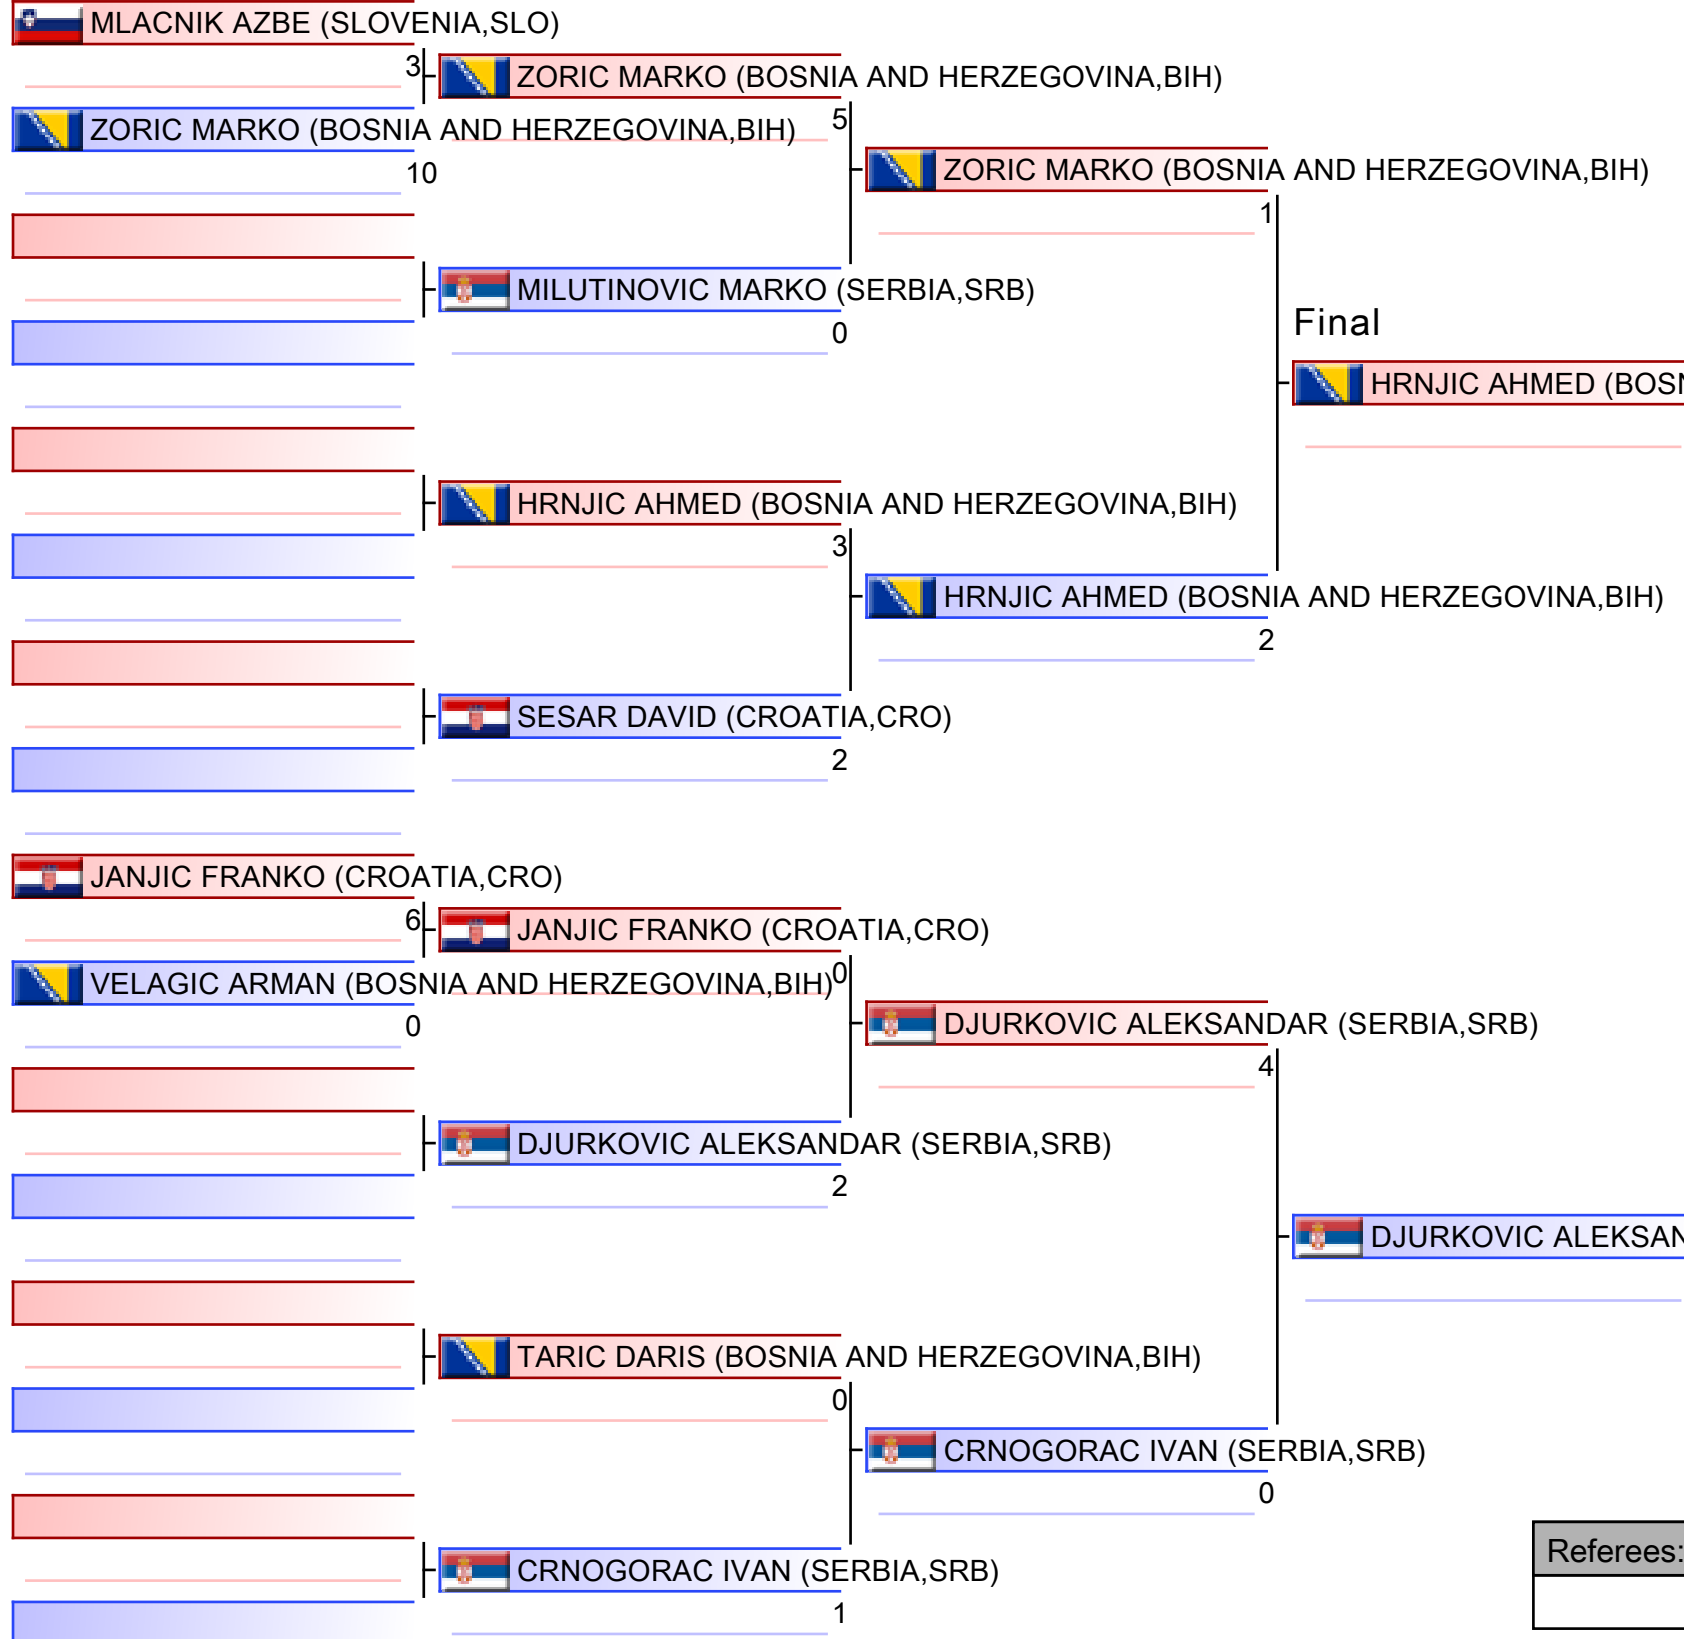 MLACNIK AZBE (SLOVENIA,SLO)
3
ZORIC MARKO (BOSNIA AND HERZEGOVINA,BIH)
ZORIC MARKO (BOSNIA AND HERZEGOVINA,BIH)
5
10
ZORIC MARKO (BOSNIA AND HERZEGOVINA,BIH)
1
MILUTINOVIC MARKO (SERBIA,SRB)
0
Final
HRNJIC AHMED (BOSN
HRNJIC AHMED (BOSNIA AND HERZEGOVINA,BIH)
3
HRNJIC AHMED (BOSNIA AND HERZEGOVINA,BIH)
2
SESAR DAVID (CROATIA,CRO)
2
JANJIC FRANKO (CROATIA,CRO)
6
JANJIC FRANKO (CROATIA,CRO)
VELAGIC ARMAN (BOSNIA AND HERZEGOVINA,BIH)
0
0
DJURKOVIC ALEKSANDAR (SERBIA,SRB)
4
DJURKOVIC ALEKSANDAR (SERBIA,SRB)
2
DJURKOVIC ALEKSAN
TARIC DARIS (BOSNIA AND HERZEGOVINA,BIH)
0
CRNOGORAC IVAN (SERBIA,SRB)
0
Referees:
CRNOGORAC IVAN (SERBIA,SRB)
1